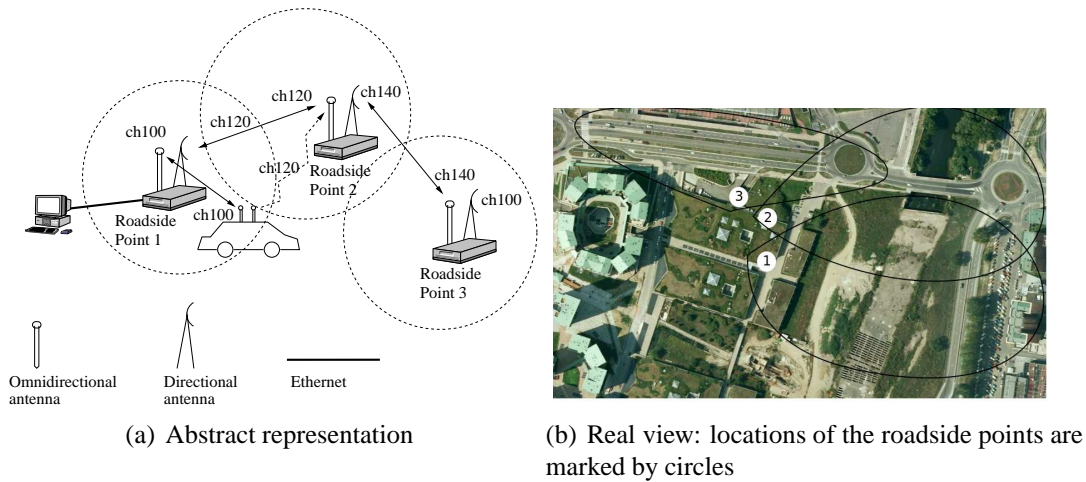 ch120
ch140
ch120
ch100
ch120
Roadside
Point 2
ch140
ch100
ch100
Roadside
Point 1
Roadside
Point 3
Omnidirectional
antenna
Directional
antenna
Ethernet
(a) Abstract representation
3
2
1
(b) Real view: locations of the roadside points are
marked by circles